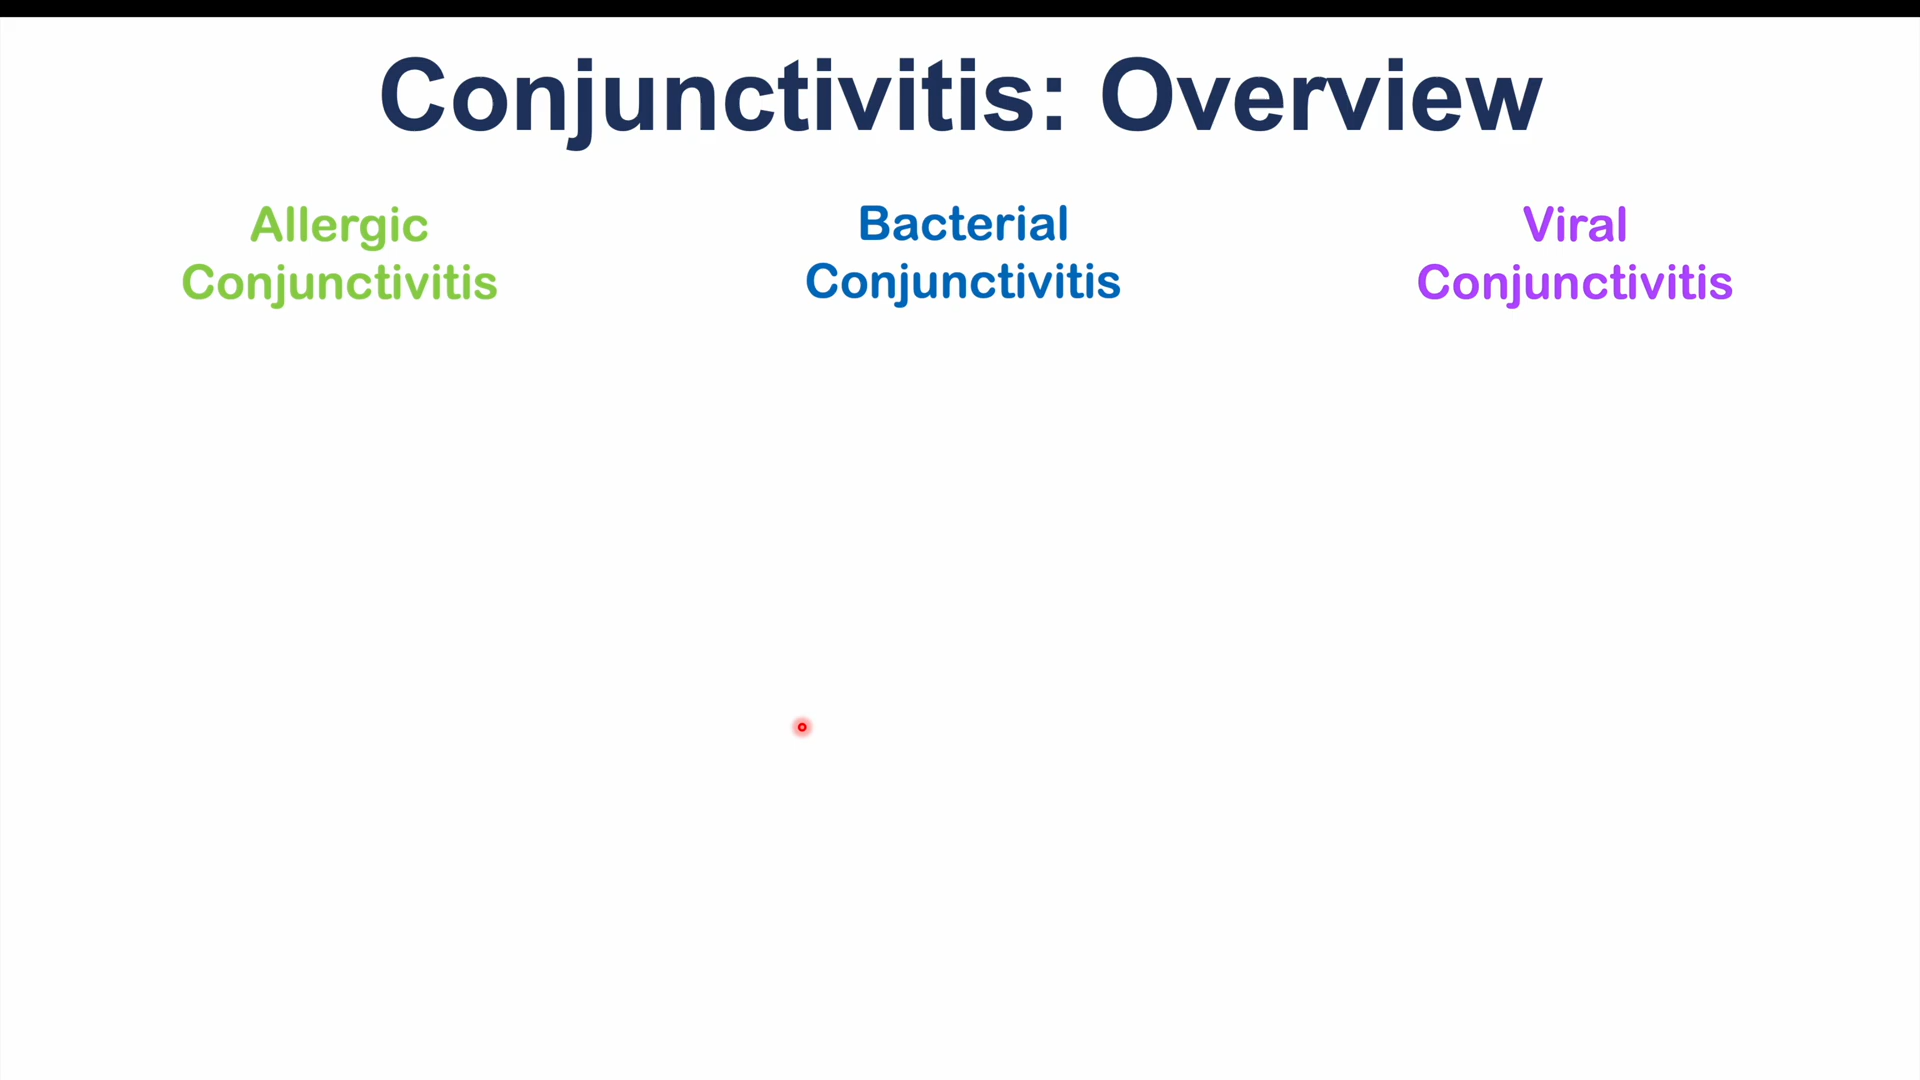 Conjunctivitis: Overview
Allergic
Conjunctivitis
Bacterial
Conjunctivitis
Viral
Conjunctivitis